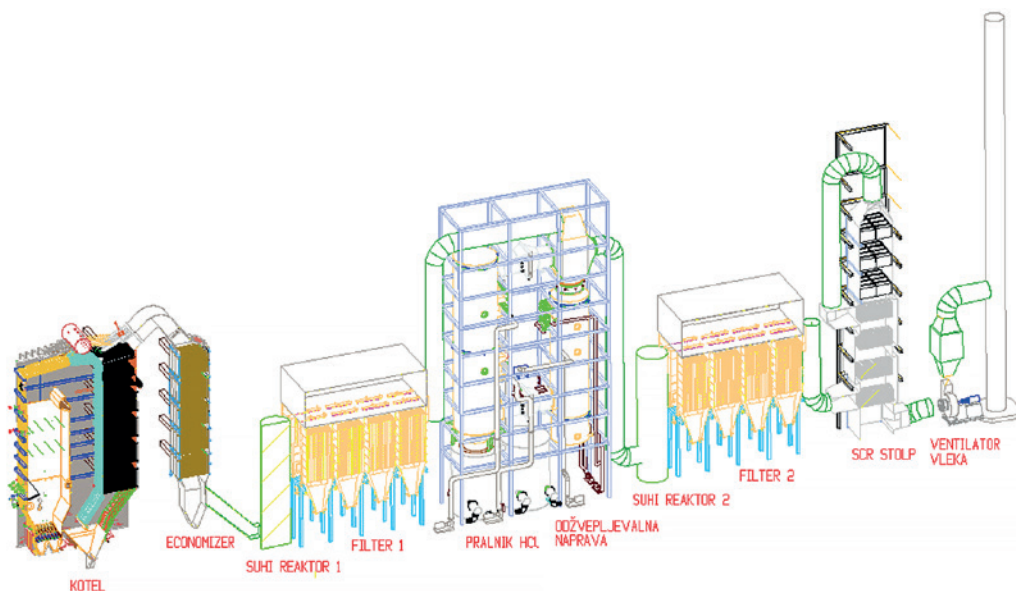 KOTEL
ECONOMIZER
SUHI REAKTOR 1
FILTER 1
PRALNIK HCL
ODŽVEPLJEVALNA
NAPRAVA
SUHI REAKTOR 2
FILTER 2
SCR STOLP
VENTILATOR
VLEKA